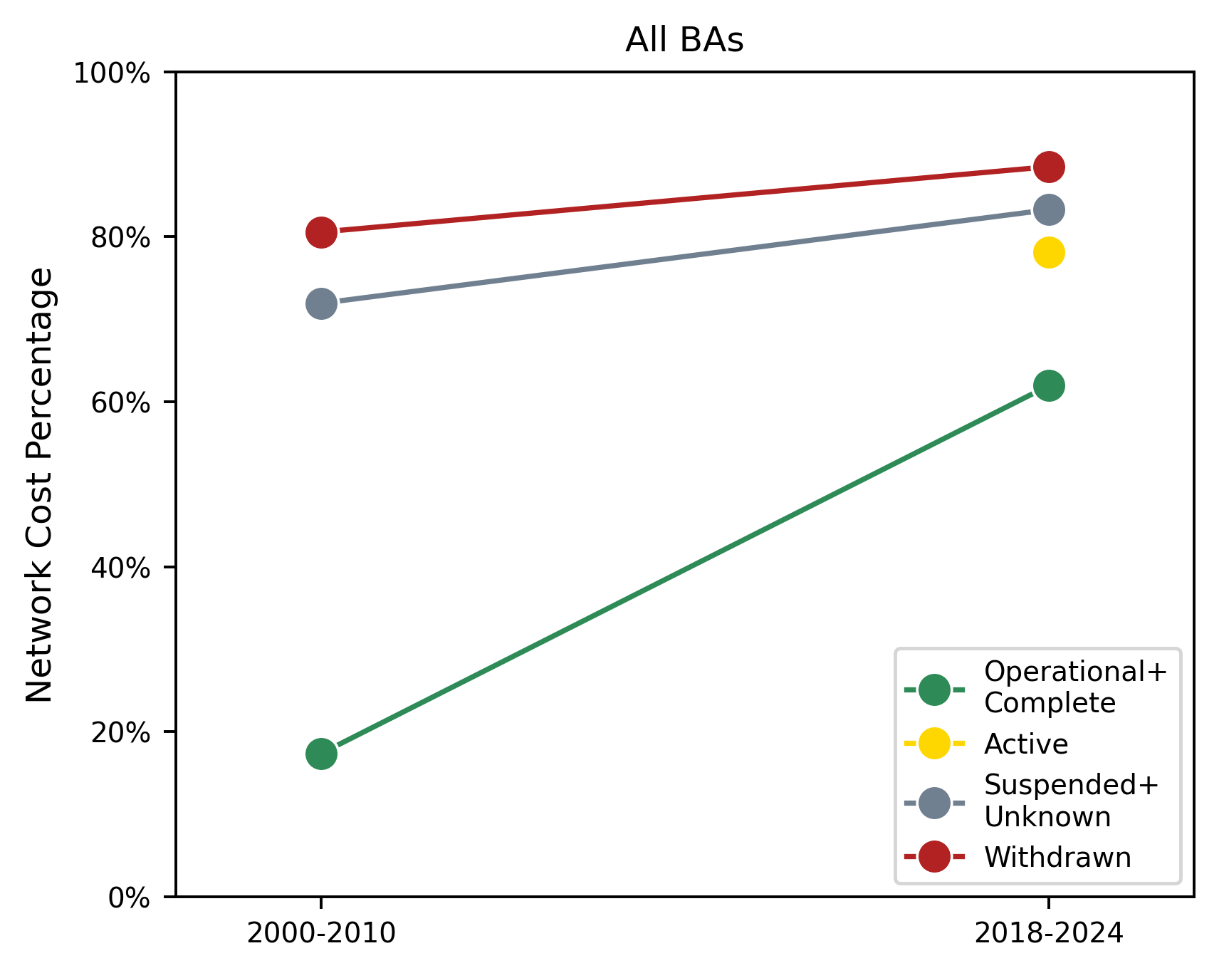 All BAs
100%
80%
60%
40%
20%
0%
Network Cost Percentage
2000-2010
2018-2024
Operational+
Complete
Active
Suspended+
Unknown
Withdrawn